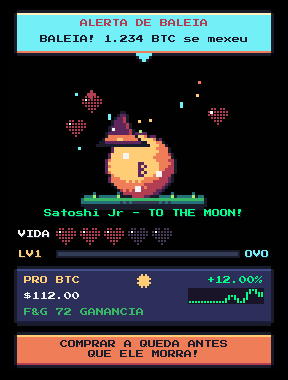 ALERTA DE BALEIA
BALEIA! 1.234 BTC se mexeu
Satoshi Jr - TO THE MOON!
VIDA
LV1 OVO
PRO BTC +12.00%
$112.00
F&G 72 GANANCIA
COMPRAR A QUEDA ANTES
QUE ELE MORRA!